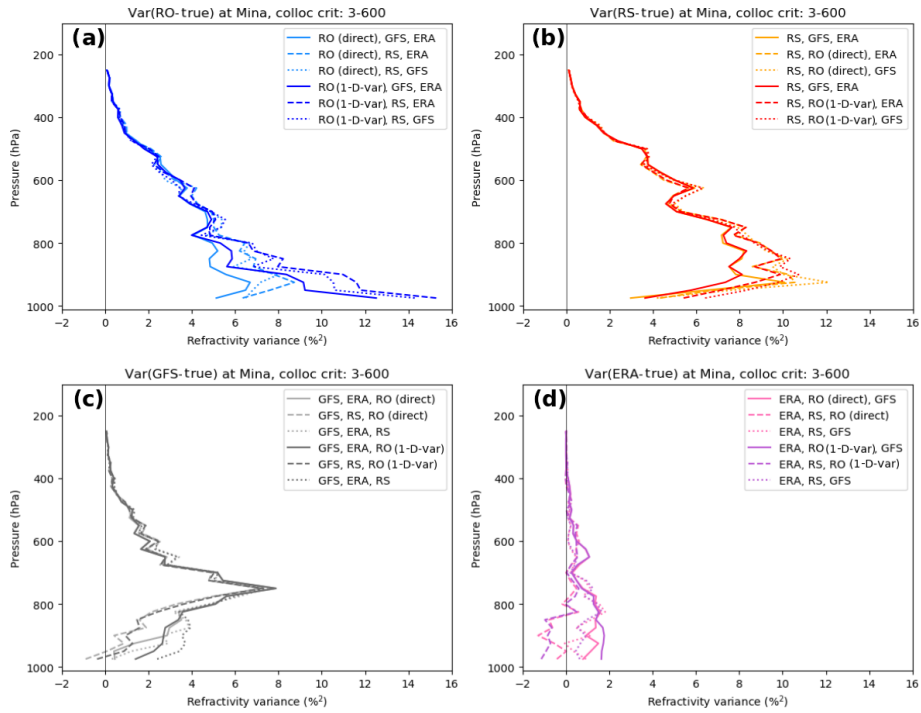 Var(RO-true) at Mina, colloc crit: 3-600
(a)
RO (direct), GFS, ERA
RO (direct), RS, ERA
RO (direct), RS, GFS
RO (1-D-var), GFS, ERA
RO (1-D-var), RS, ERA
RO (1-D-var), RS, GFS
Pressure (hPa)
200
400
600
800
1000
−2 0 2 4 6 8 10 12 14 16
Refractivity variance (%²)
Var(RS-true) at Mina, colloc crit: 3-600
(b)
RS, GFS, ERA
RS, RO (direct), ERA
RS, RO (direct), GFS
RS, GFS, ERA
RS, RO (1-D-var), ERA
RS, RO (1-D-var), GFS
Pressure (hPa)
200
400
600
800
1000
−2 0 2 4 6 8 10 12 14 16
Refractivity variance (%²)
Var(GFS-true) at Mina, colloc crit: 3-600
(c)
GFS, ERA, RO (direct)
GFS, RS, RO (direct)
GFS, ERA, RS
GFS, ERA, RO (1-D-var)
GFS, RS, RO (1-D-var)
GFS, ERA, RS
Pressure (hPa)
200
400
600
800
1000
−2 0 2 4 6 8 10 12 14 16
Refractivity variance (%²)
Var(ERA-true) at Mina, colloc crit: 3-600
(d)
ERA, RO (direct), GFS
ERA, RS, RO (direct)
ERA, RS, GFS
ERA, RO (1-D-var), GFS
ERA, RS, RO (1-D-var)
ERA, RS, GFS
Pressure (hPa)
200
400
600
800
1000
−2 0 2 4 6 8 10 12 14 16
Refractivity variance (%²)